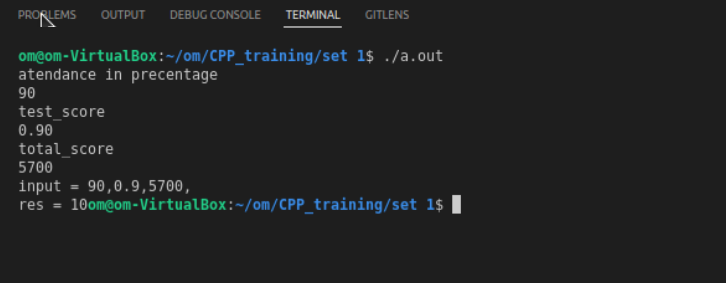 PROBLEMS OUTPUT DEBUG CONSOLE TERMINAL GITLENS
om@om-VirtualBox:~/om/CPP_training/set 1$ ./a.out
atendance in precentage
90
test_score
0.90
total_score
5700
input = 90,0.9,5700,
res = 10om@om-VirtualBox:~/om/CPP_training/set 1$